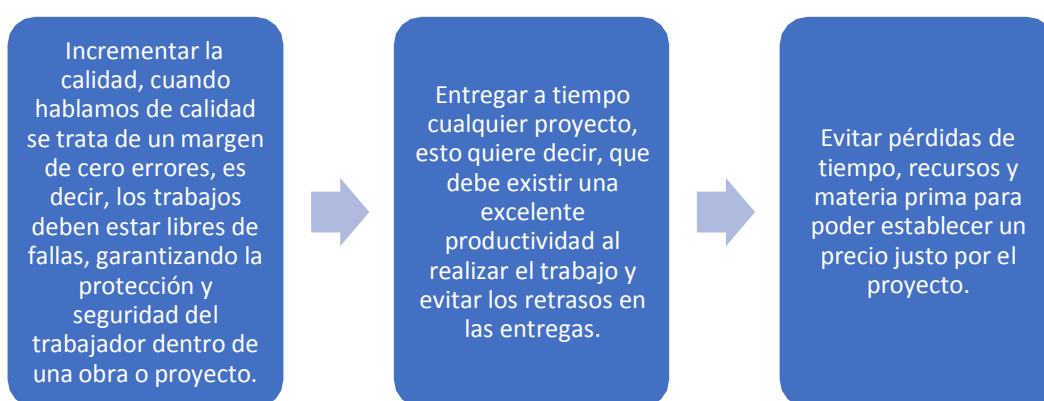 Incrementar la
calidad, cuando
hablamos de calidad
se trata de un margen
de cero errores, es
decir, los trabajos
deben estar libres de
fallas, garantizando la
protección y
seguridad del
trabajador dentro de
una obra o proyecto.
Entregar a tiempo
cualquier proyecto,
esto quiere decir, que
debe existir una
excelente
productividad al
realizar el trabajo y
evitar los retrasos en
las entregas.
Evitar pérdidas de
tiempo, recursos y
materia prima para
poder establecer un
precio justo por el
proyecto.